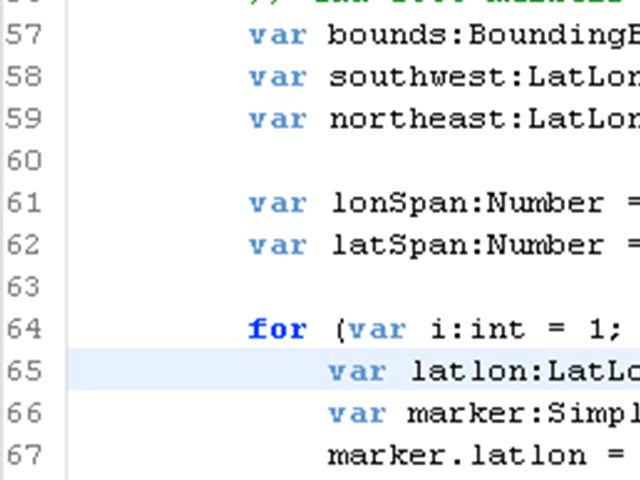 57 var bounds:BoundingB
58 var southwest:LatLon
59 var northeast:LatLon
60
61 var lonSpan:Number =
62 var latSpan:Number =
63
64 for (var i:int = 1;
65 var latlon:LatLo
66 var marker:Simpl
67 marker.latlon =